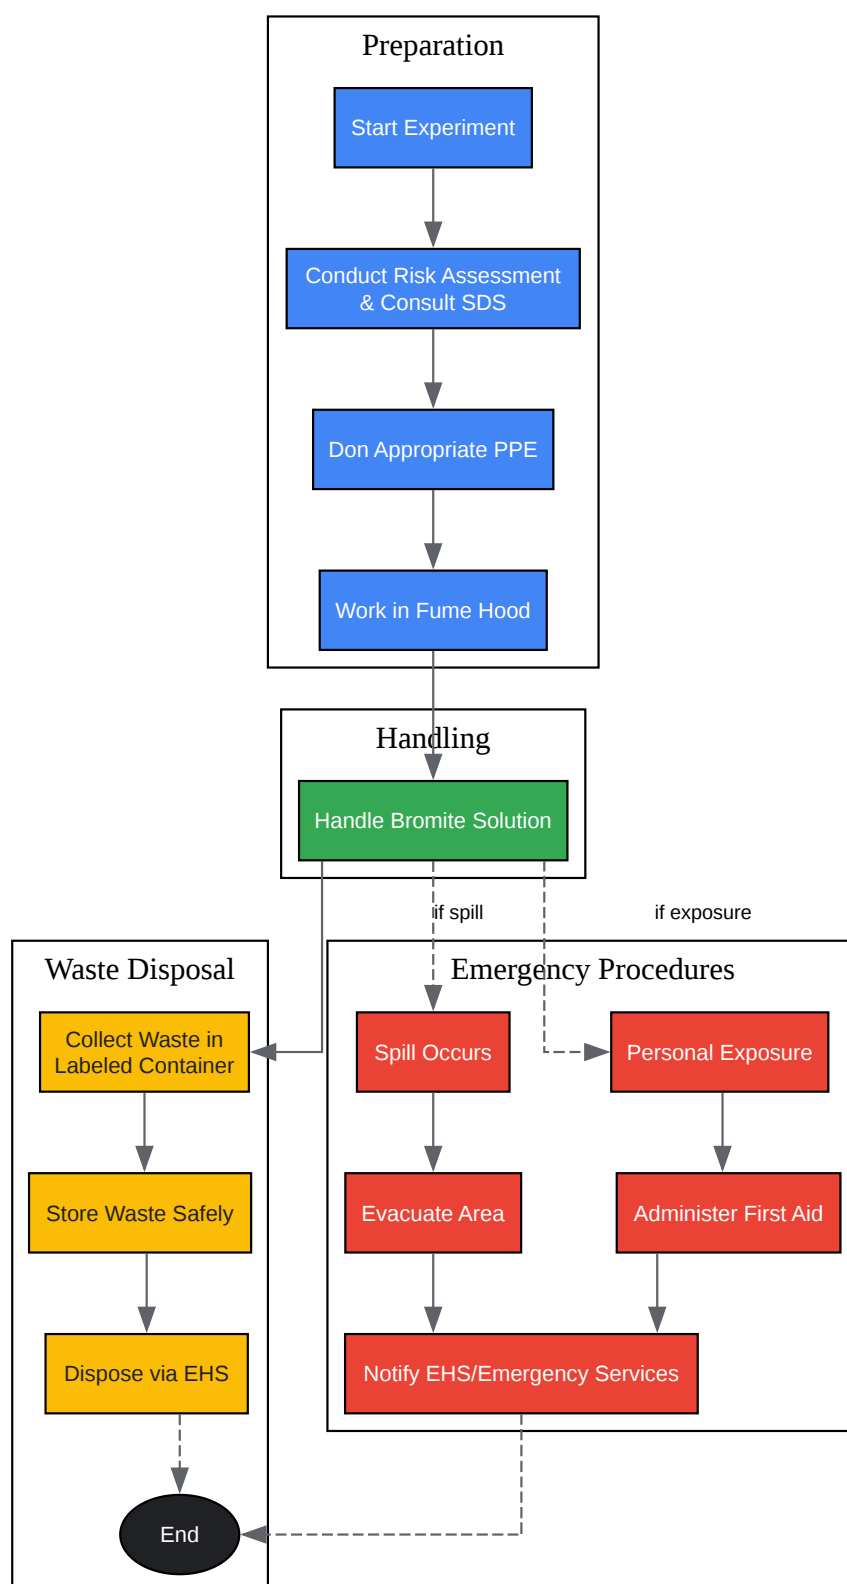 Preparation
Start Experiment
Conduct Risk Assessment
& Consult SDS
Don Appropriate PPE
Work in Fume Hood
Handling
Handle Bromite Solution
if spill
if exposure
Waste Disposal
Collect Waste in
Labeled Container
Store Waste Safely
Dispose via EHS
End
Emergency Procedures
Spill Occurs
Personal Exposure
Evacuate Area
Administer First Aid
Notify EHS/Emergency Services